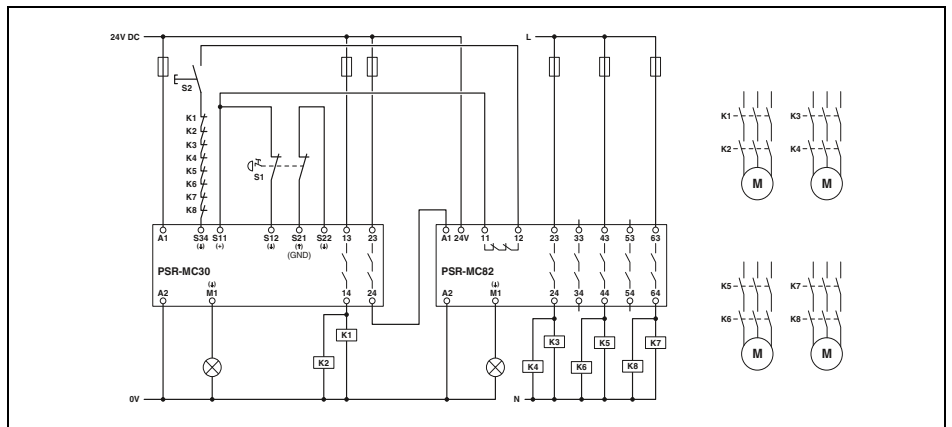 24V DC L
S2
K1
K2
K3
K4
K5
K6
K7
K8
S1
K1 K3
K2 K4
M M
A1 S34 S11 S12 S21 S22 13 23
(↓) (+) (↓) (↑) (↓)
(GND)
A1 24V 11 12 23 33 43 53 63
PSR-MC30 PSR-MC82
(↓) (↓)
A2 M1 14 24 A2 M1 24 34 44 54 64
K1 K2
K3 K4 K5 K6 K7 K8
0V N
K5 K7
K6 K8
M M